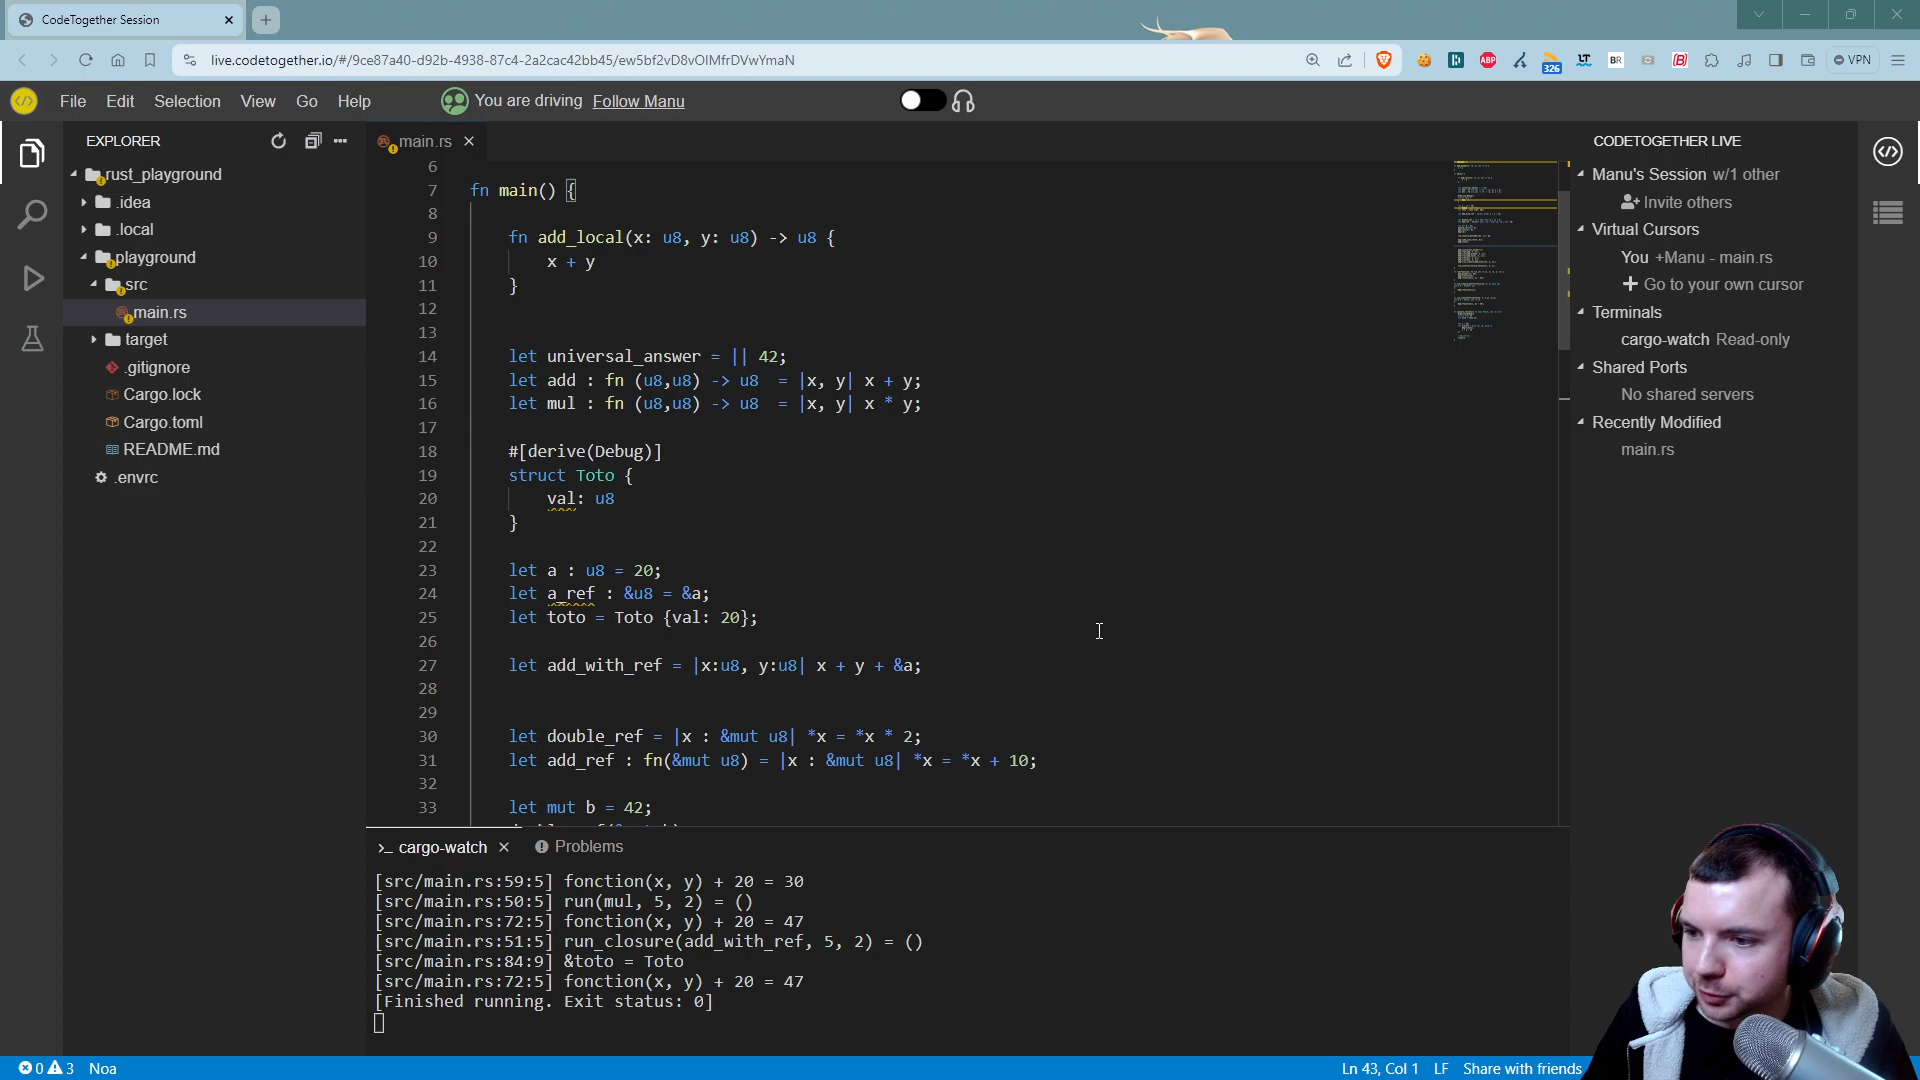 CodeTogether Session
live.codetogether.io/#/9ce87a40-d92b-4938-87c4-2a2cac42bb45/ew5bf2vD8vOIMfrDVwYmaN
326
ABP
LT
BR
VPN
File Edit Selection View Go Help
You are driving Follow Manu
EXPLORER
rust_playground
.idea
.local
playground
src
main.rs
target
.gitignore
Cargo.lock
Cargo.toml
README.md
.envrc
main.rs
6
7 fn main() {
8
9 fn add_local(x: u8, y: u8) -> u8 {
10 x + y
11 }
12
13
14 let universal_answer = || 42;
15 let add : fn (u8,u8) -> u8  = |x, y| x + y;
16 let mul : fn (u8,u8) -> u8  = |x, y| x * y;
17
18 #[derive(Debug)]
19 struct Toto {
20 val: u8
21 }
22
23 let a : u8 = 20;
24 let a_ref : &u8 = &a;
25 let toto = Toto {val: 20};
26
27 let add_with_ref = |x:u8, y:u8| x + y + &a;
28
29
30 let double_ref = |x : &mut u8| *x = *x * 2;
31 let add_ref : fn(&mut u8) = |x : &mut u8| *x = *x + 10;
32
33 let mut b = 42;
cargo-watch
Problems
[src/main.rs:59:5] fonction(x, y) + 20 = 30
[src/main.rs:50:5] run(mul, 5, 2) = ()
[src/main.rs:72:5] fonction(x, y) + 20 = 47
[src/main.rs:51:5] run_closure(add_with_ref, 5, 2) = ()
[src/main.rs:84:9] &toto = Toto
[src/main.rs:72:5] fonction(x, y) + 20 = 47
[Finished running. Exit status: 0]
CODETOGETHER LIVE
Manu's Session w/1 other
Invite others
Virtual Cursors
You +Manu - main.rs
Go to your own cursor
Terminals
cargo-watch Read-only
Shared Ports
No shared servers
Recently Modified
main.rs
0 3 Noa
Ln 43, Col 1 LF Share with friends